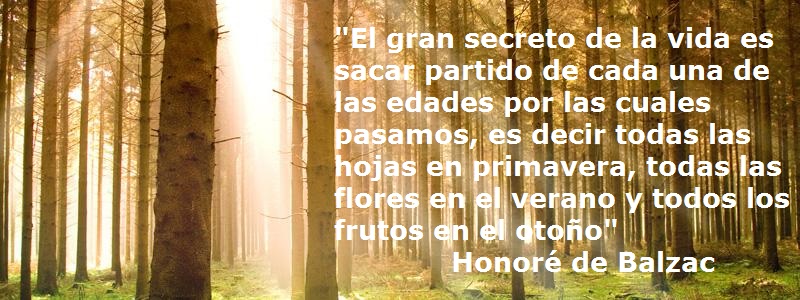 "El gran secreto de la vida es
sacar partido de cada una de
las edades por las cuales
pasamos, es decir todas las
hojas en primavera, todas las
flores en el verano y todos los
frutos en el otoño"
Honoré de Balzac